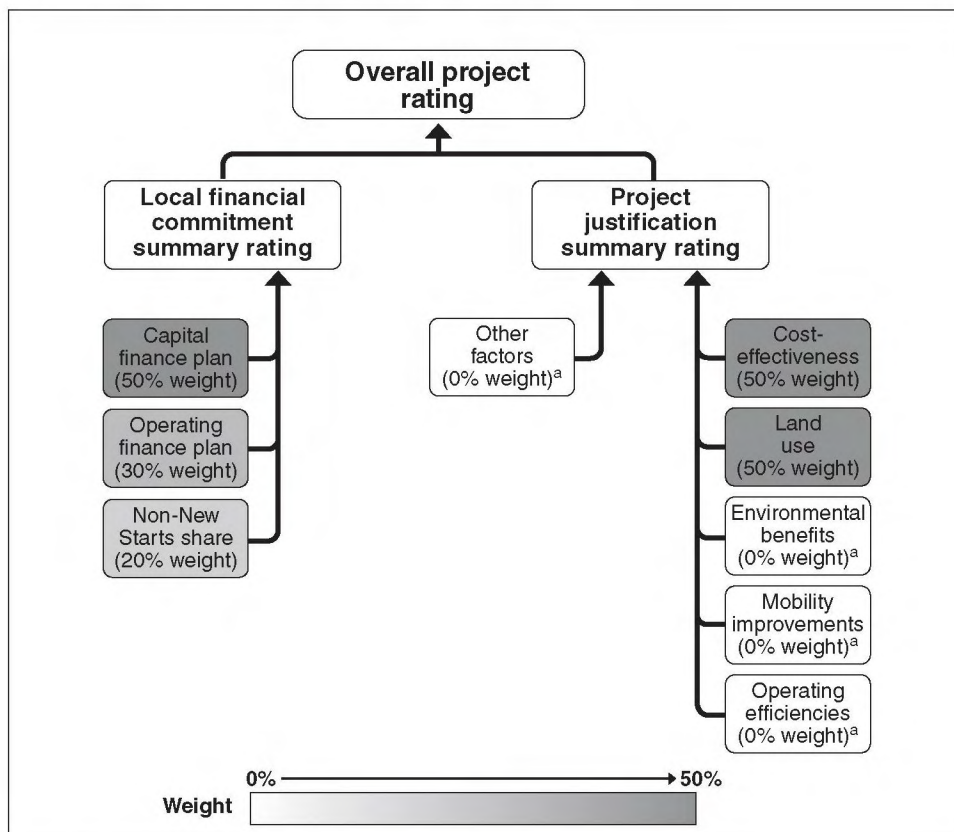 Overall project
rating
Local financial
commitment
summary rating
Project
justification
summary rating
Capital
finance plan
(50% weight)
Operating
finance plan
(30% weight)
Non-New
Starts share
(20% weight)
Other
factors
(0% weight)a
Cost-
effectiveness
(50% weight)
Land
use
(50% weight)
Environmental
benefits
(0% weight)a
Mobility
improvements
(0% weight)a
Operating
efficiencies
(0% weight)a
0% 50%
Weight